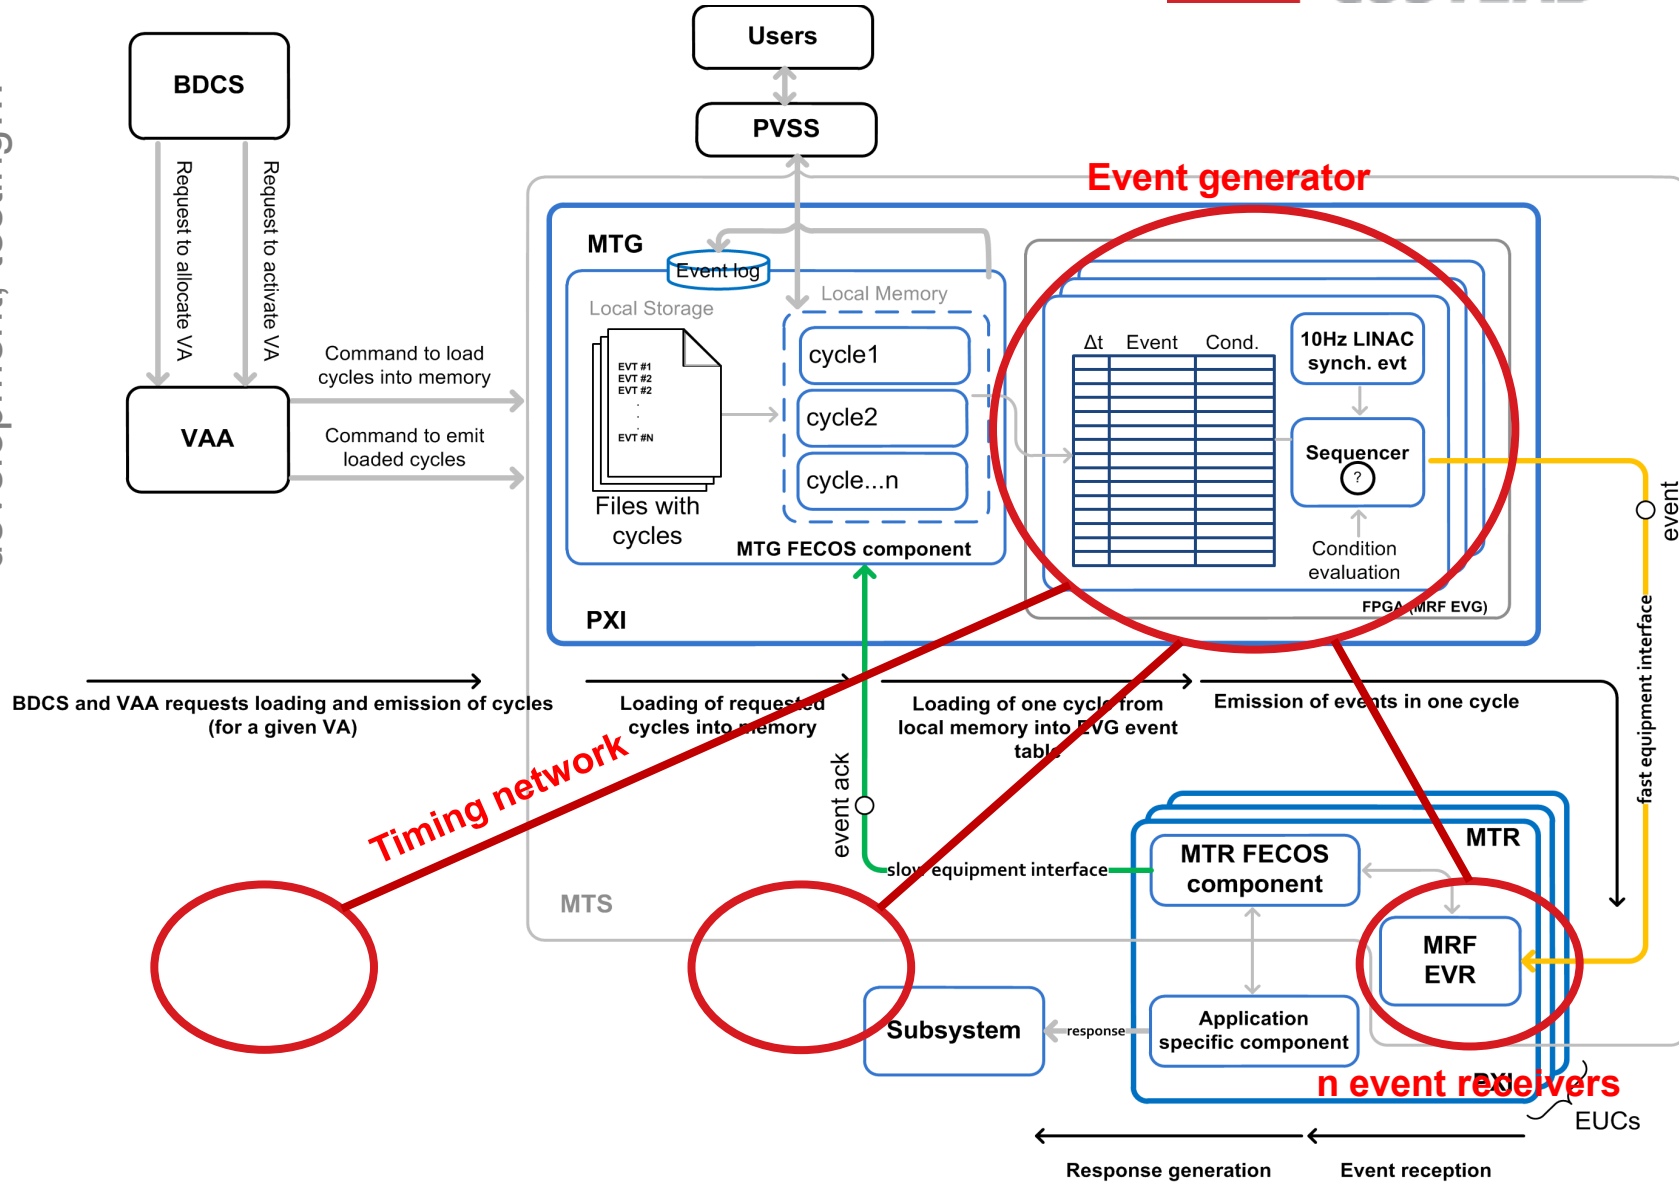 Users
BDCS
PVSS
Event generator
Request to allocate VA
Request to activate VA
MTG
Event log
Local Storage
Local Memory
Δt
Event
Cond.
10Hz LINAC
synch. evt
Command to load
cycles into memory
cycle1
EVT #1
EVT #2
EVT #2
.
.
.
EVT #N
cycle2
VAA
Command to emit
loaded cycles
Sequencer
?
cycle...n
Files with
cycles
event
MTG FECOS component
Condition
evaluation
FPGA (MRF EVG)
PXI
fast equipment interface
BDCS and VAA requests loading and emission of cycles
(for a given VA)
Loading of requested
cycles into memory
Loading of one cycle from
local memory into EVG event
table
Emission of events in one cycle
Timing network
event ack
MTR
MTR FECOS
component
slow equipment interface
MTS
MRF
EVR
Subsystem
response
Application
specific component
PXI
n event receivers
EUCs
Response generation
Event reception